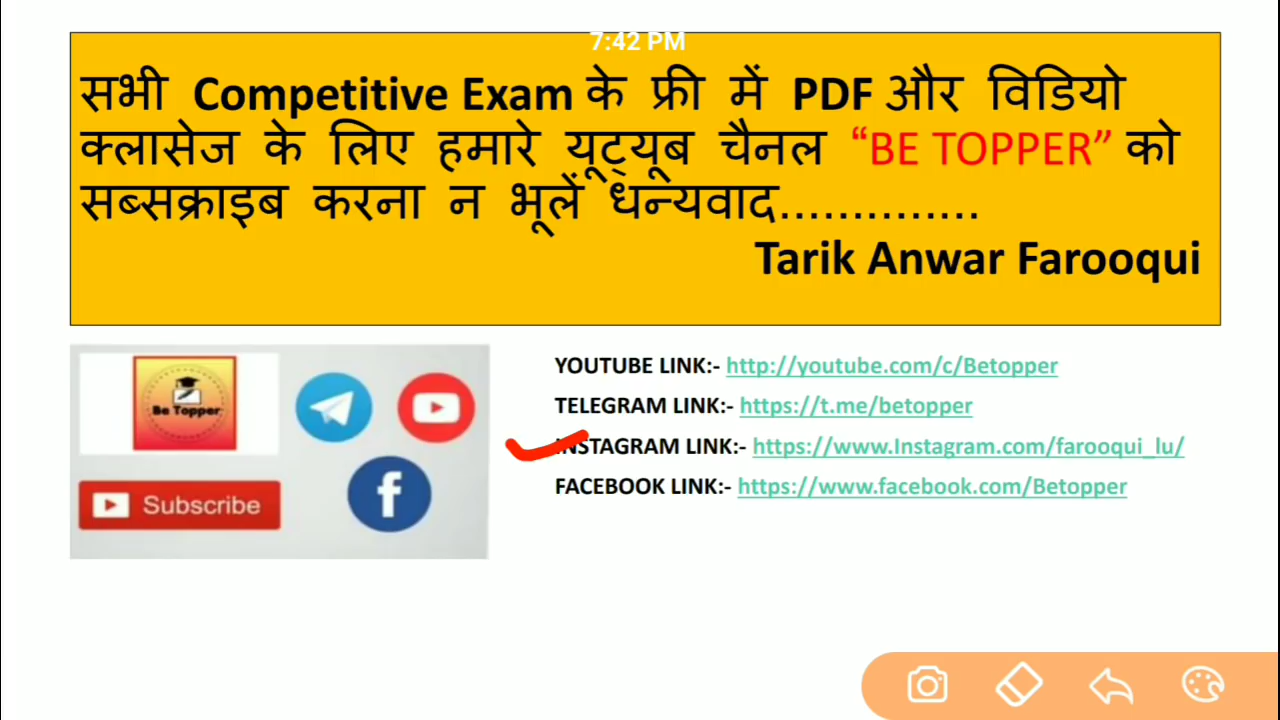 7:42 PM
सभी Competitive Exam के फ्री में PDF और विडियो
क्लासेज के लिए हमारे यूट्यूब चैनल “BE TOPPER” को
सब्सक्राइब करना न भूलें धन्यवाद..............
Tarik Anwar Farooqui
Be Topper
Subscribe
YOUTUBE LINK:- http://youtube.com/c/Betopper
TELEGRAM LINK:- https://t.me/betopper
INSTAGRAM LINK:- https://www.Instagram.com/farooqui_lu/
FACEBOOK LINK:- https://www.facebook.com/Betopper